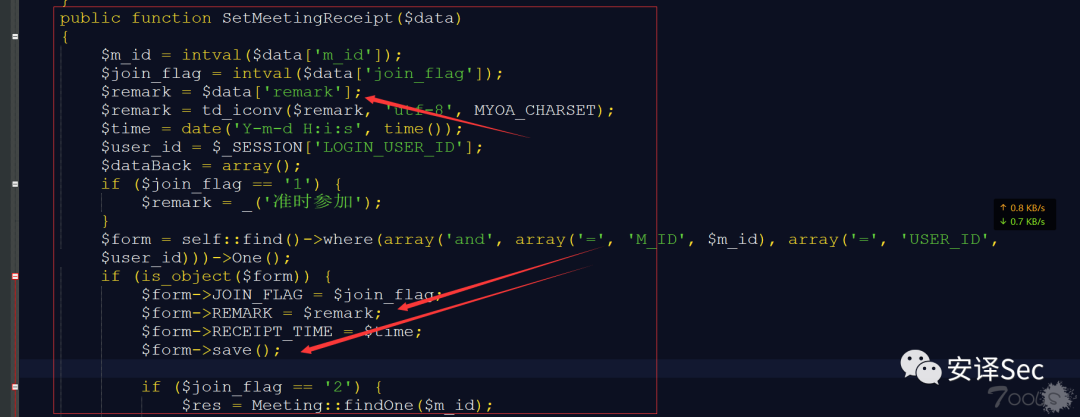 }
public function SetMeetingReceipt($data)
{
    $m_id = intval($data['m_id']);
    $join_flag = intval($data['join_flag']);
    $remark = $data['remark'];
    $remark = td_iconv($remark, 'utf-8', MYOA_CHARSET);
    $time = date('Y-m-d H:i:s', time());
    $user_id = $_SESSION['LOGIN_USER_ID'];
    $dataBack = array();
    if ($join_flag == '1') {
        $remark = _('准时参加');
    }
↑ 0.8 KB/s
↓ 0.7 KB/s
    $form = self::find()->where(array('and', array('=', 'M_ID', $m_id), array('=', 'USER_ID',
    $user_id)))->One();
    if (is_object($form)) {
        $form->JOIN_FLAG = $join_flag;
        $form->REMARK = $remark;
        $form->RECEIPT_TIME = $time;
        $form->save();
        if ($join_flag == '2') {
            $res = Meeting::findOne($m_id);
安译Sec